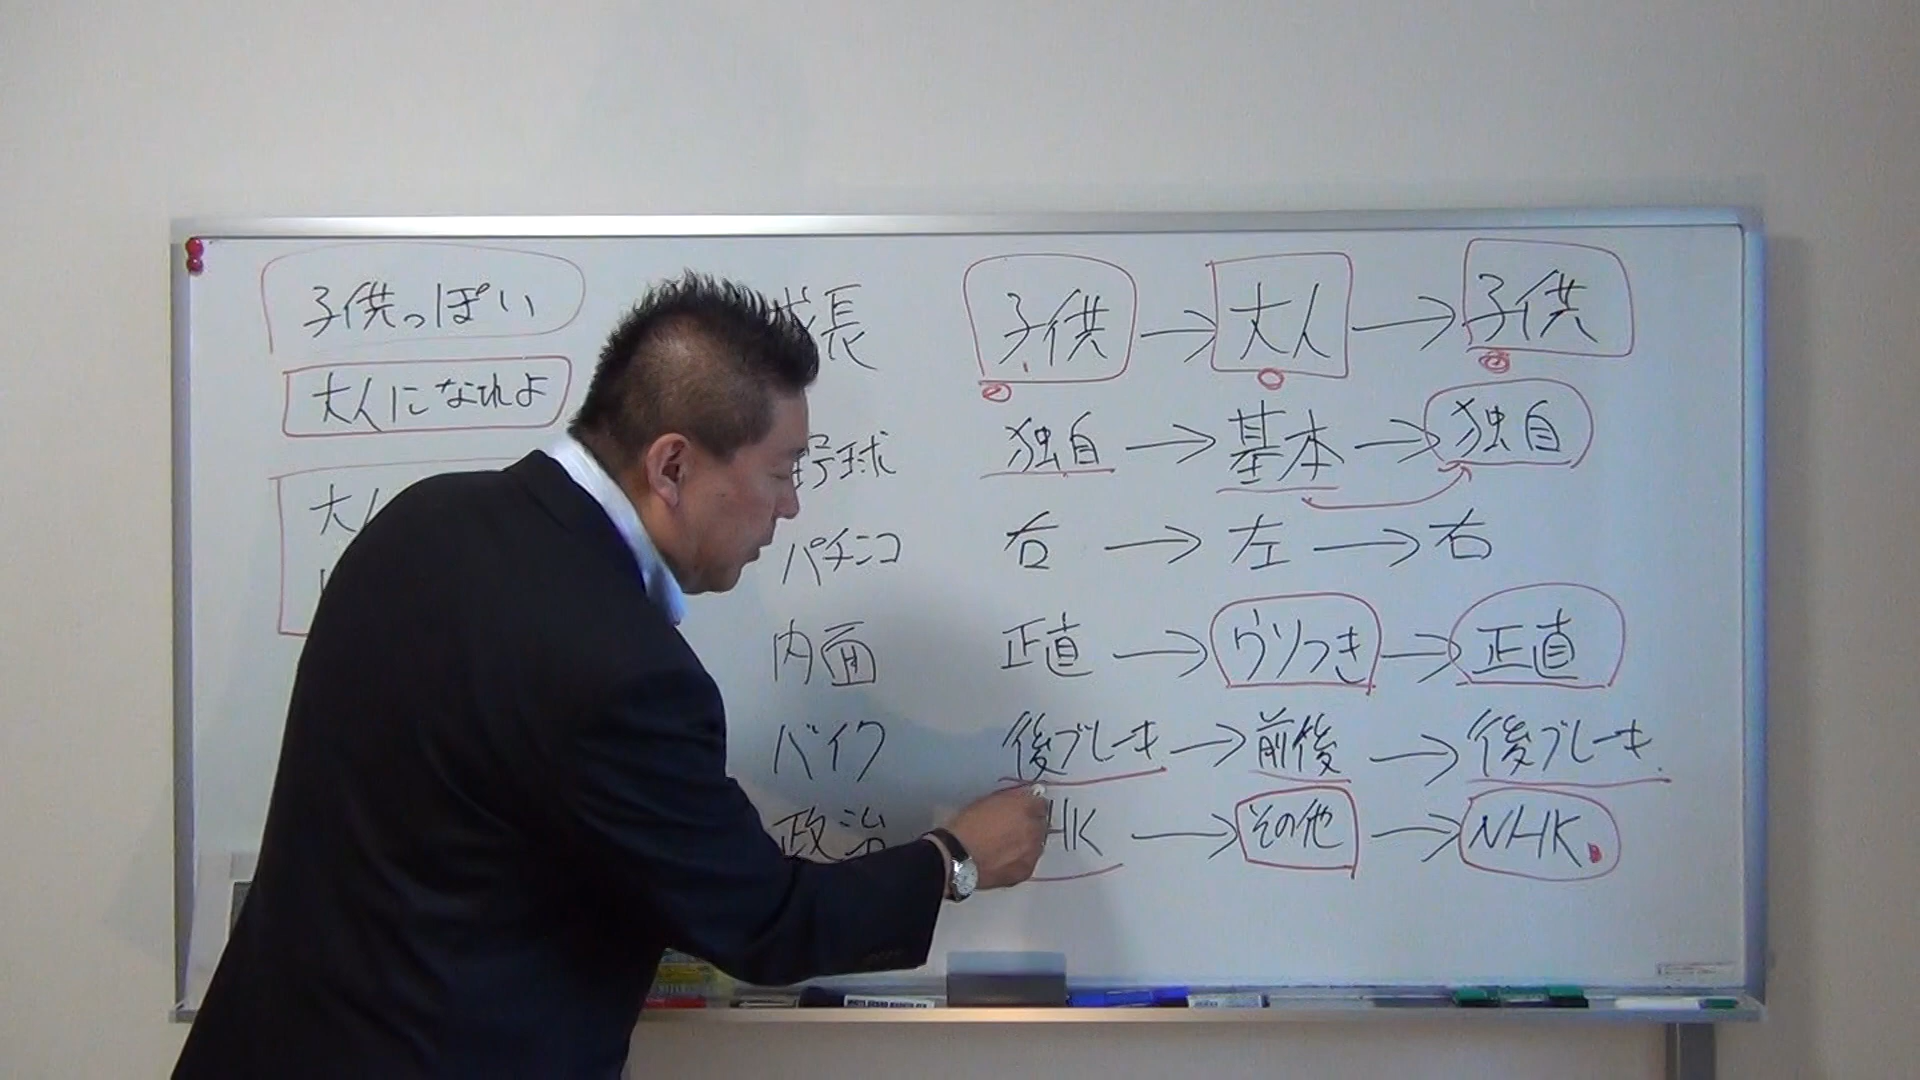 子供っぽい
大人になれよ
大人
成長 子供 → 大人 → 子供
野球 独自 → 基本 → 独自
パチンコ 右 → 左 → 右
内面 正直 → ウソつき → 正直
バイク 後ブレーキ → 前後 → 後ブレーキ
政治 HK → その他 → NHK